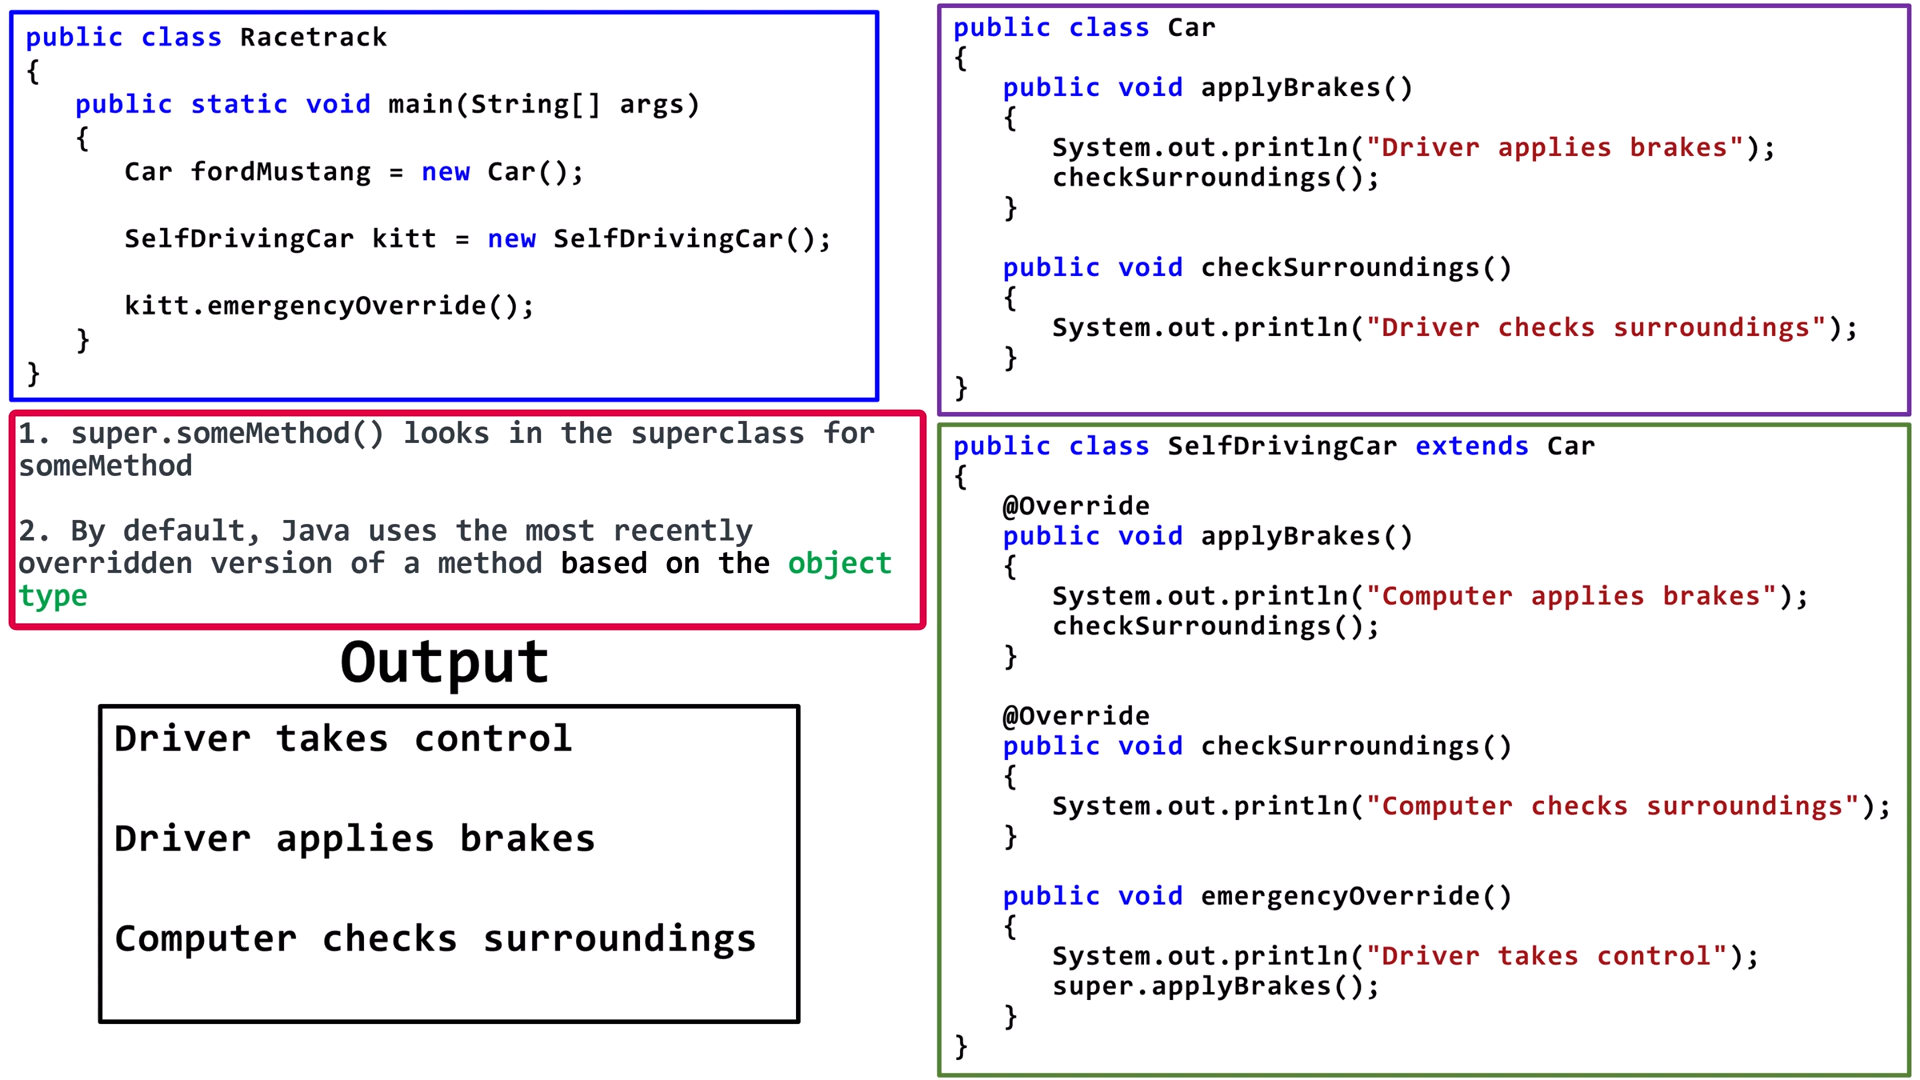 public class Racetrack
{
   public static void main(String[] args)
   {
      Car fordMustang = new Car();

      SelfDrivingCar kitt = new SelfDrivingCar();

      kitt.emergencyOverride();
   }
}
1. super.someMethod() looks in the superclass for
someMethod

2. By default, Java uses the most recently
overridden version of a method based on the object
type
Output
Driver takes control
Driver applies brakes
Computer checks surroundings
public class Car
{
   public void applyBrakes()
   {
      System.out.println("Driver applies brakes");
      checkSurroundings();
   }

   public void checkSurroundings()
   {
      System.out.println("Driver checks surroundings");
   }
}
public class SelfDrivingCar extends Car
{
   @Override
   public void applyBrakes()
   {
      System.out.println("Computer applies brakes");
      checkSurroundings();
   }

   @Override
   public void checkSurroundings()
   {
      System.out.println("Computer checks surroundings");
   }

   public void emergencyOverride()
   {
      System.out.println("Driver takes control");
      super.applyBrakes();
   }
}